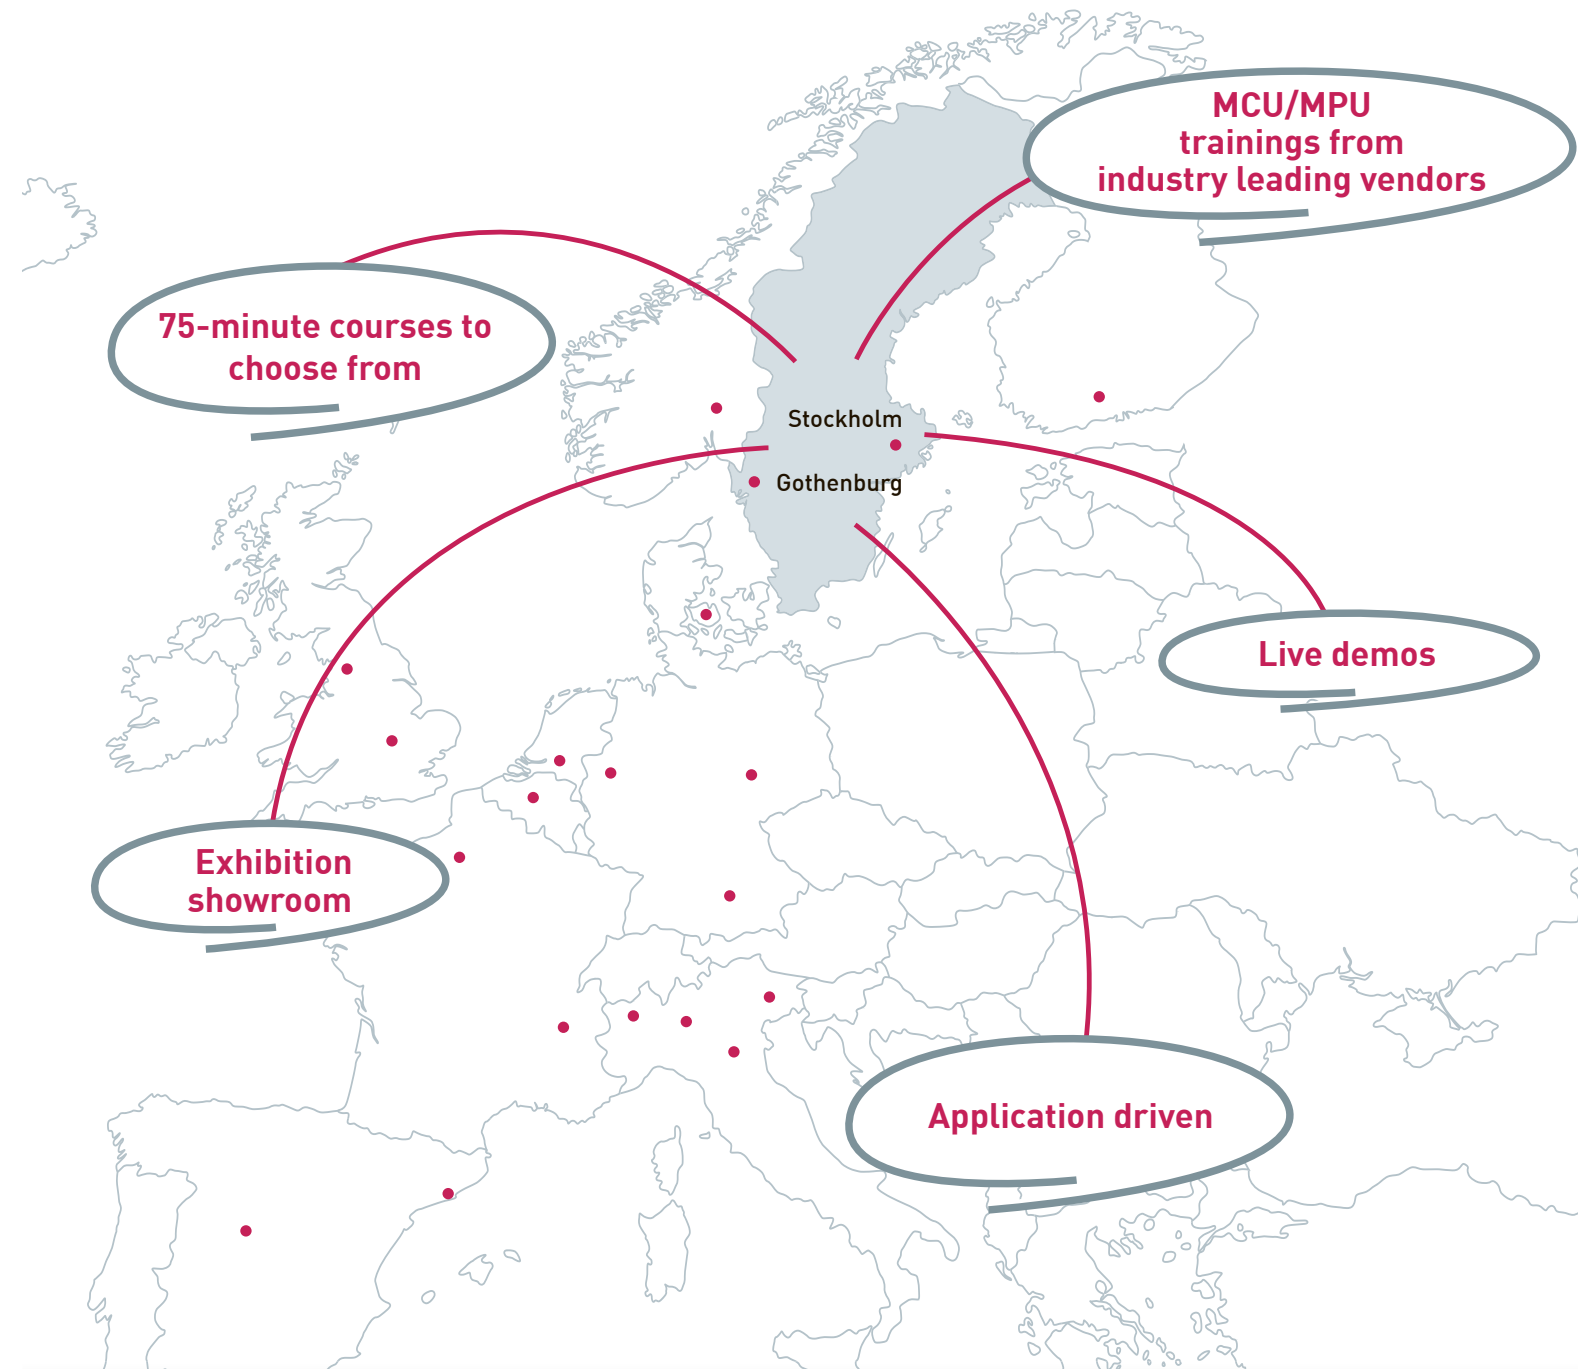 MCU/MPU
trainings from
industry leading vendors
75-minute courses to
choose from
Stockholm
Gothenburg
Live demos
Exhibition
showroom
Application driven